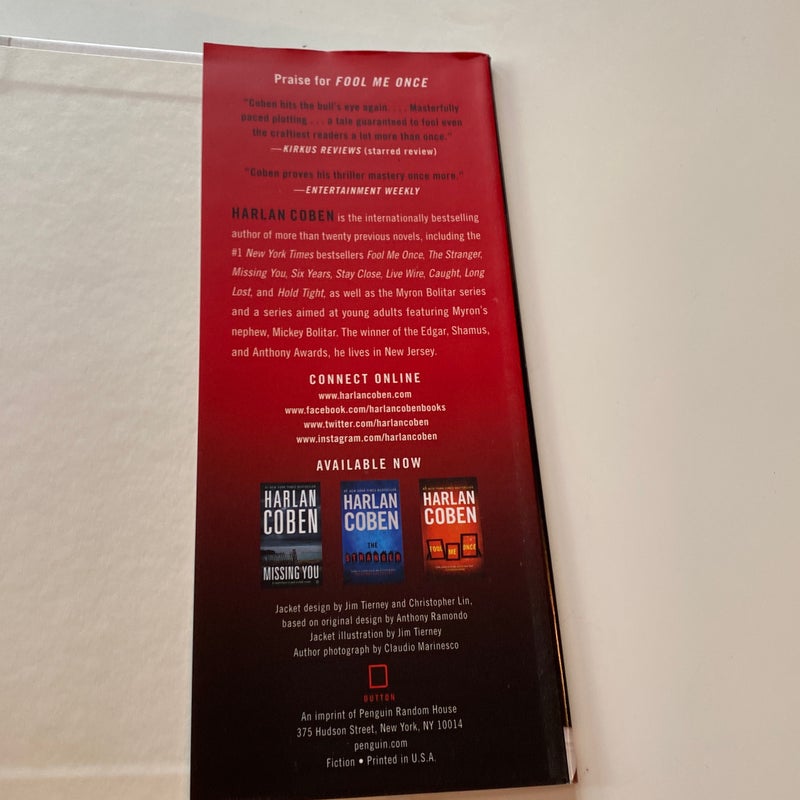 Praise for FOOL ME ONCE
"Coben hits the bull's eye again. . . . Masterfully
paced plotting . . . a tale guaranteed to fool even
the craftiest readers a lot more than once."
—KIRKUS REVIEWS (starred review)
"Coben proves his thriller mastery once more."
—ENTERTAINMENT WEEKLY
HARLAN COBEN is the internationally bestselling
author of more than twenty previous novels, including the
#1 New York Times bestsellers Fool Me Once, The Stranger,
Missing You, Six Years, Stay Close, Live Wire, Caught, Long
Lost, and Hold Tight, as well as the Myron Bolitar series
and a series aimed at young adults featuring Myron's
nephew, Mickey Bolitar. The winner of the Edgar, Shamus,
and Anthony Awards, he lives in New Jersey.
CONNECT ONLINE
www.harlancoben.com
www.facebook.com/harlancobenbooks
www.twitter.com/harlancoben
www.instagram.com/harlancoben
AVAILABLE NOW
HARLAN
COBEN
MISSING YOU
HARLAN
COBEN
THE
STRANGER
HARLAN
COBEN
FOOL ME ONCE
Jacket design by Jim Tierney and Christopher Lin,
based on original design by Anthony Ramondo
Jacket illustration by Jim Tierney
Author photograph by Claudio Marinesco
DUTTON
An imprint of Penguin Random House
375 Hudson Street, New York, NY 10014
penguin.com
Fiction • Printed in U.S.A.